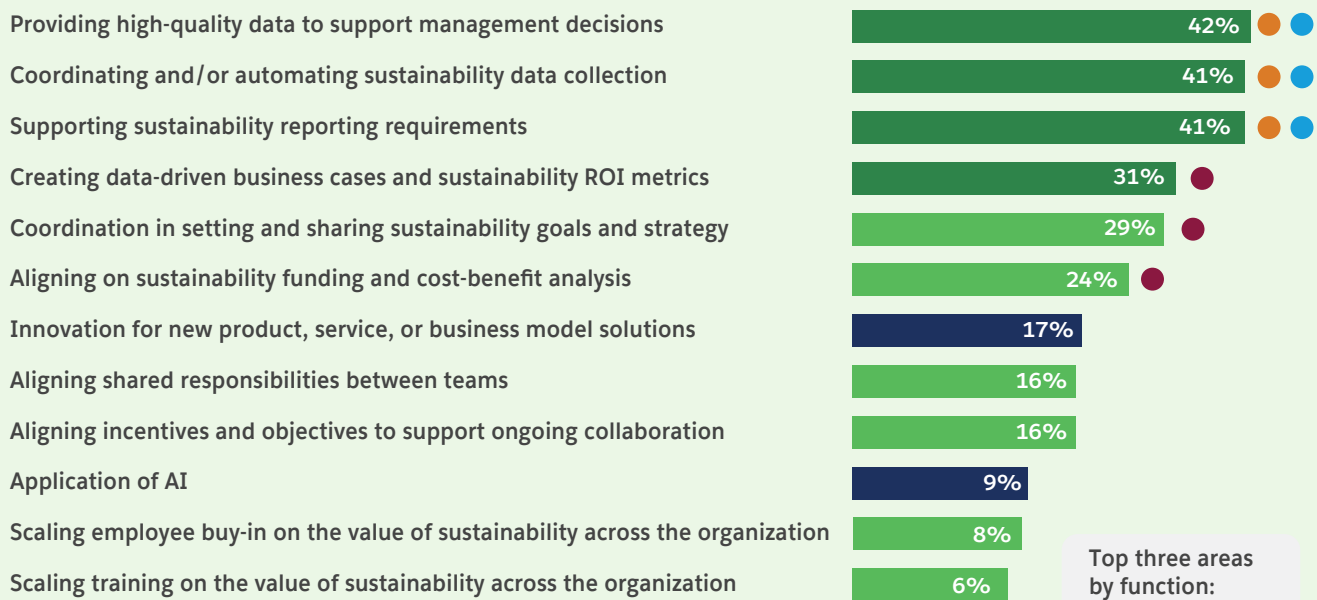 Providing high-quality data to support management decisions 42%
Coordinating and/or automating sustainability data collection 41%
Supporting sustainability reporting requirements 41%
Creating data-driven business cases and sustainability ROI metrics 31%
Coordination in setting and sharing sustainability goals and strategy 29%
Aligning on sustainability funding and cost-benefit analysis 24%
Innovation for new product, service, or business model solutions 17%
Aligning shared responsibilities between teams 16%
Aligning incentives and objectives to support ongoing collaboration 16%
Application of AI 9%
Scaling employee buy-in on the value of sustainability across the organization 8%
Scaling training on the value of sustainability across the organization 6%
Top three areas
by function: